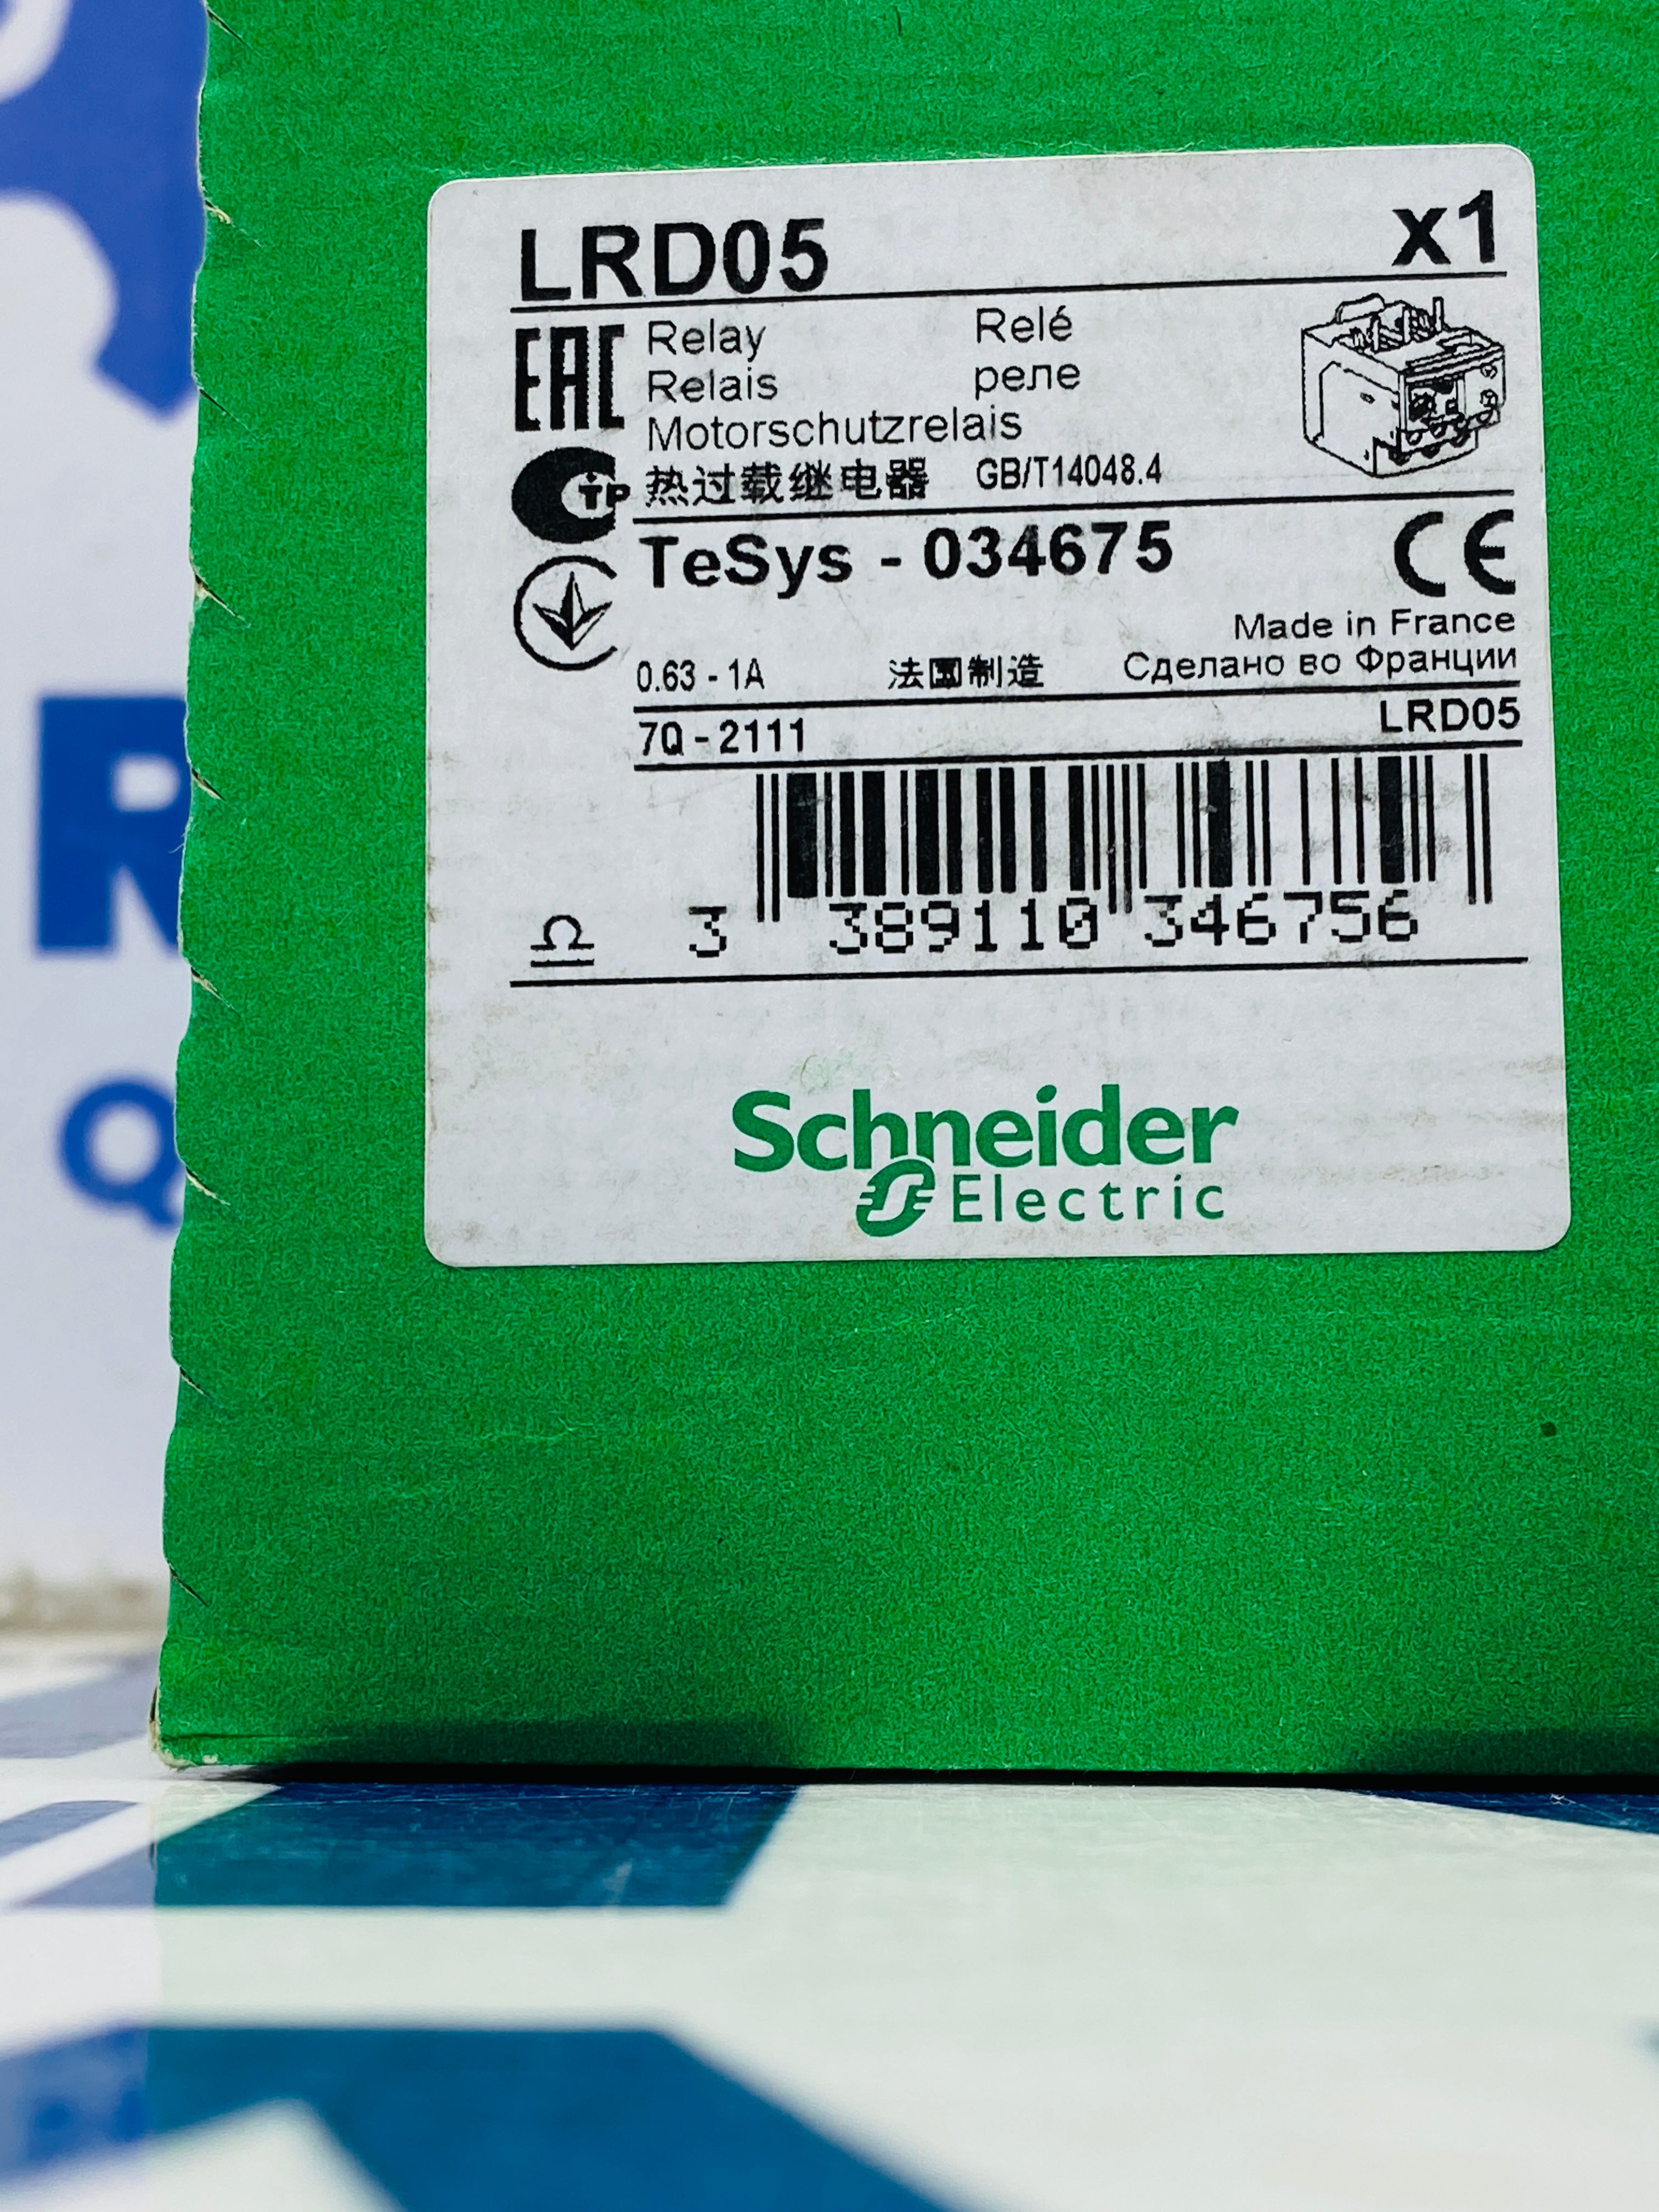 LRD05 x1
EAC Relay Relé
Relais реле
Motorschutzrelais
热过载继电器 GB/T14048.4
TeSys - 034675 CE
Made in France
0.63 - 1A 法国制造 Сделано во Франции
7Q - 2111 LRD05
3 389110 346756
Schneider
Electric
R
Q